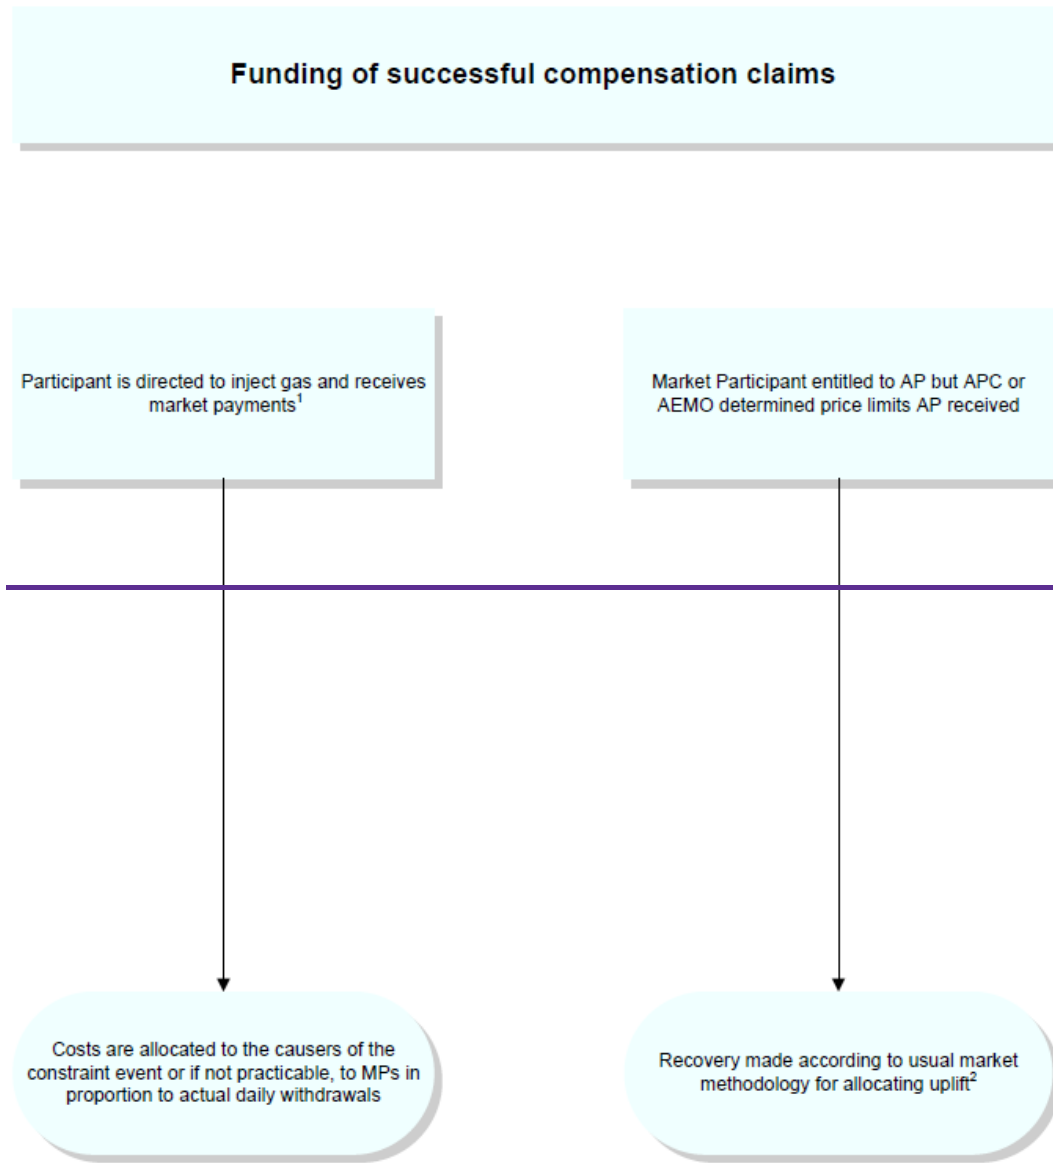 Funding of successful compensation claims
Participant is directed to inject gas and receives
market payments¹
Market Participant entitled to AP but APC or
AEMO determined price limits AP received
Costs are allocated to the causers of the
constraint event or if not practicable, to MPs in
proportion to actual daily withdrawals
Recovery made according to usual market
methodology for allocating uplift²